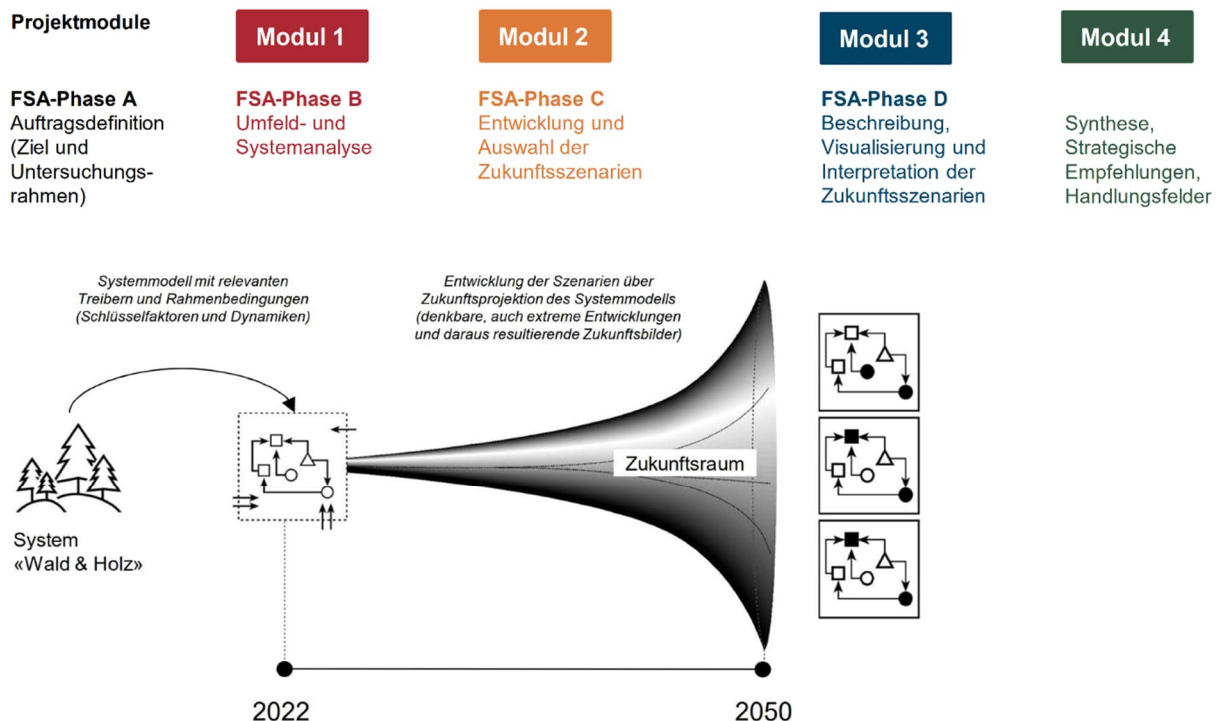 Projektmodule
Modul 1
Modul 2
Modul 3
Modul 4
FSA-Phase A
Auftragsdefinition
(Ziel und
Untersuchungs-
rahmen)
FSA-Phase B
Umfeld- und
Systemanalyse
FSA-Phase C
Entwicklung und
Auswahl der
Zukunftsszenarien
FSA-Phase D
Beschreibung,
Visualisierung und
Interpretation der
Zukunftsszenarien
Synthese,
Strategische
Empfehlungen,
Handlungsfelder
Systemmodell mit relevanten
Treibern und Rahmenbedingungen
(Schlüsselfaktoren und Dynamiken)
Entwicklung der Szenarien über
Zukunftsprojektion des Systemmodells
(denkbare, auch extreme Entwicklungen
und daraus resultierende Zukunftsbilder)
Zukunftsraum
System
«Wald & Holz»
2022
2050